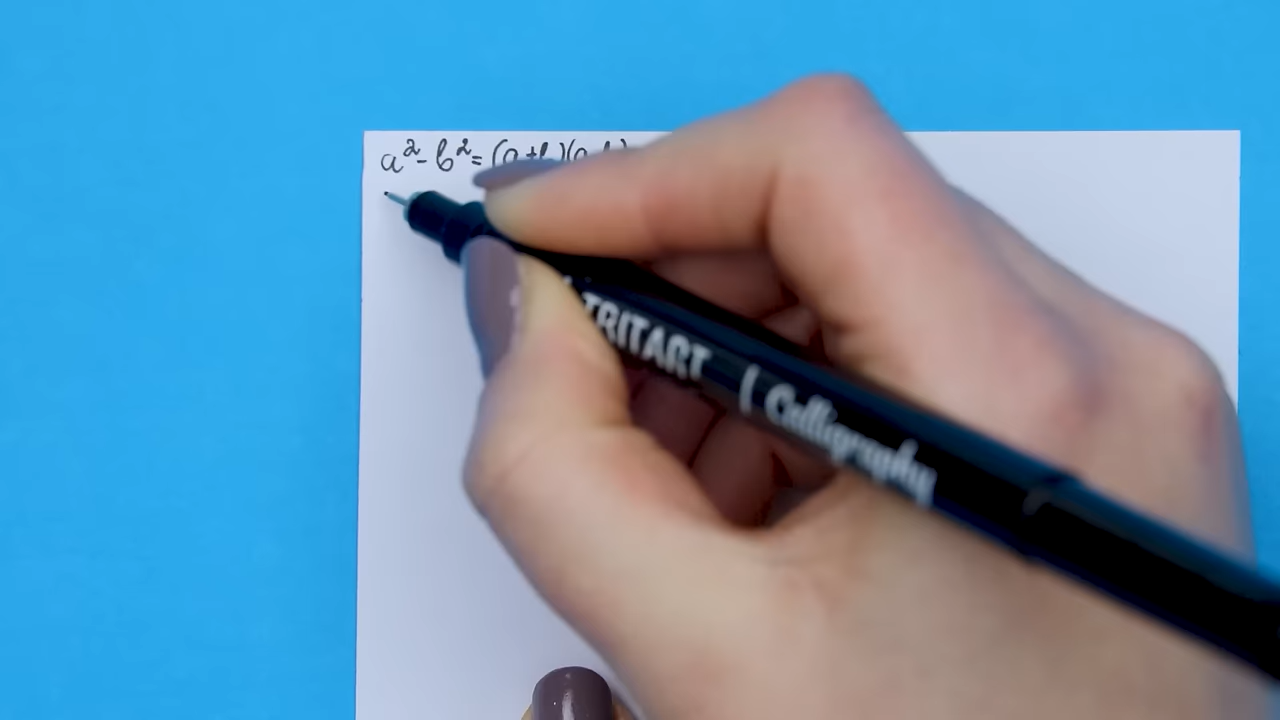 a² - b² = (a+b)(a-b)
TRITART | Calligraphy